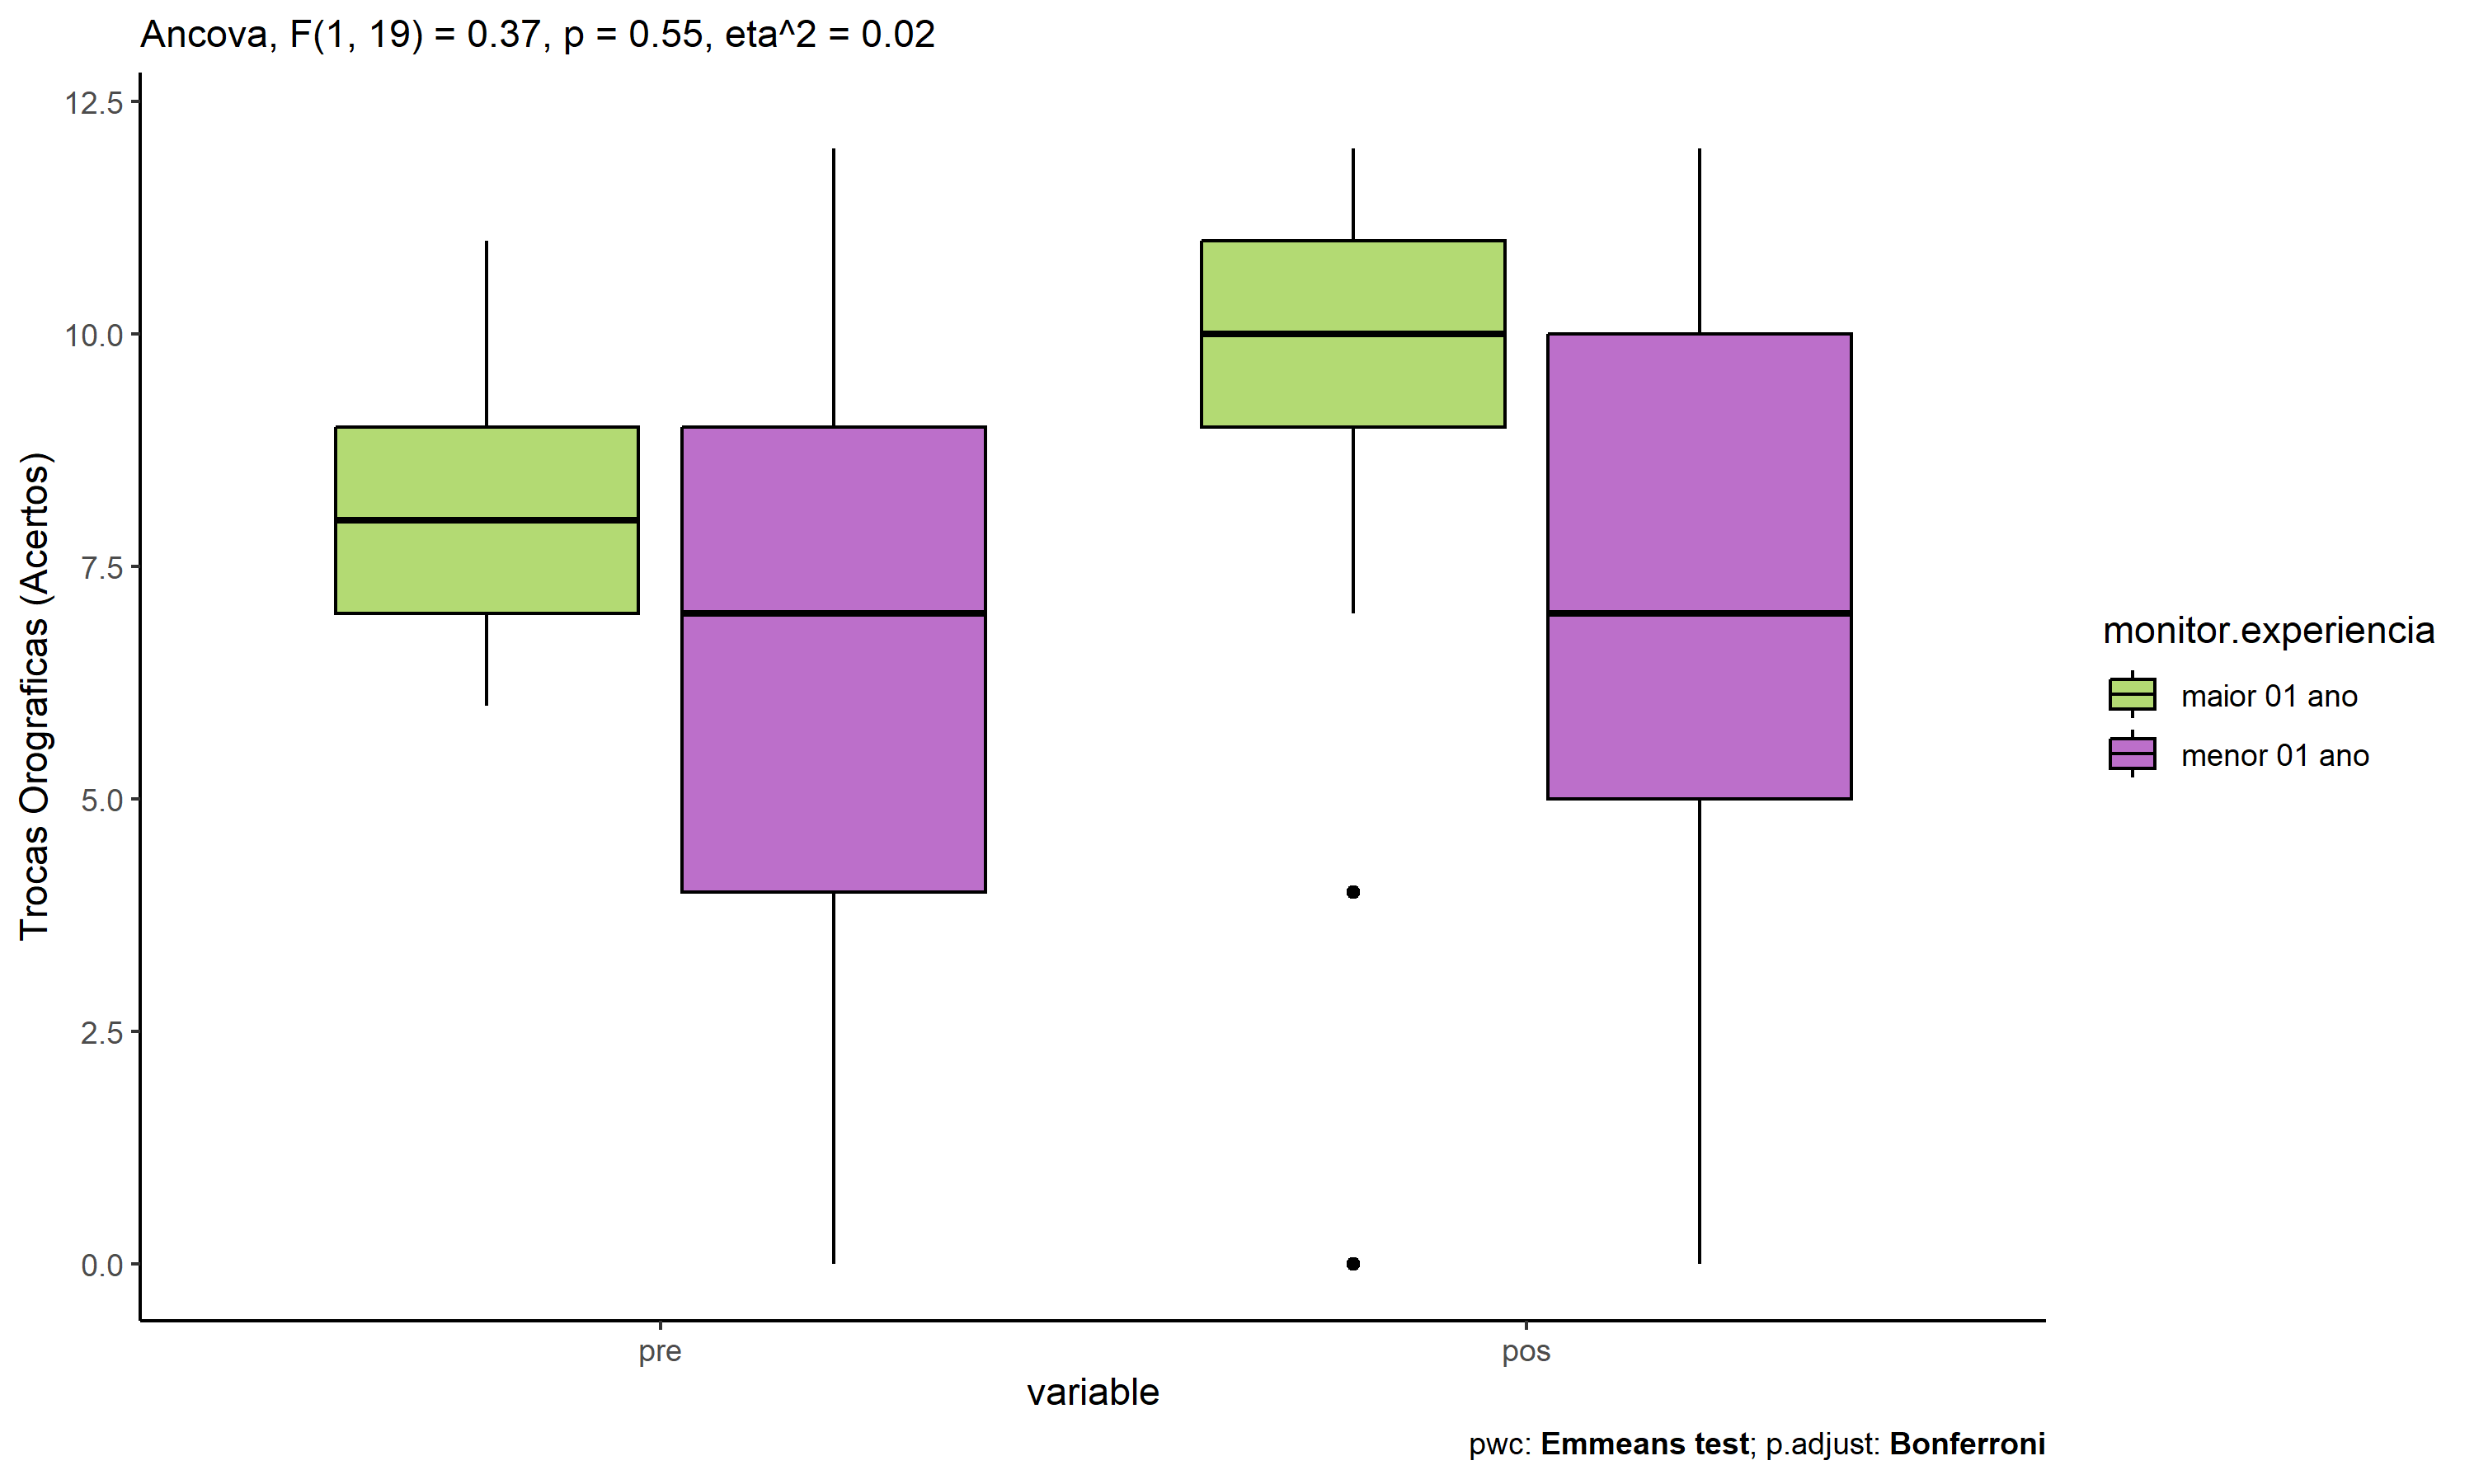 Ancova, F(1, 19) = 0.37, p = 0.55, eta^2 = 0.02
Trocas Orograficas (Acertos)
12.5
10.0
7.5
5.0
2.5
0.0
pre
pos
variable
monitor.experiencia
maior 01 ano
menor 01 ano
pwc: Emmeans test; p.adjust: Bonferroni